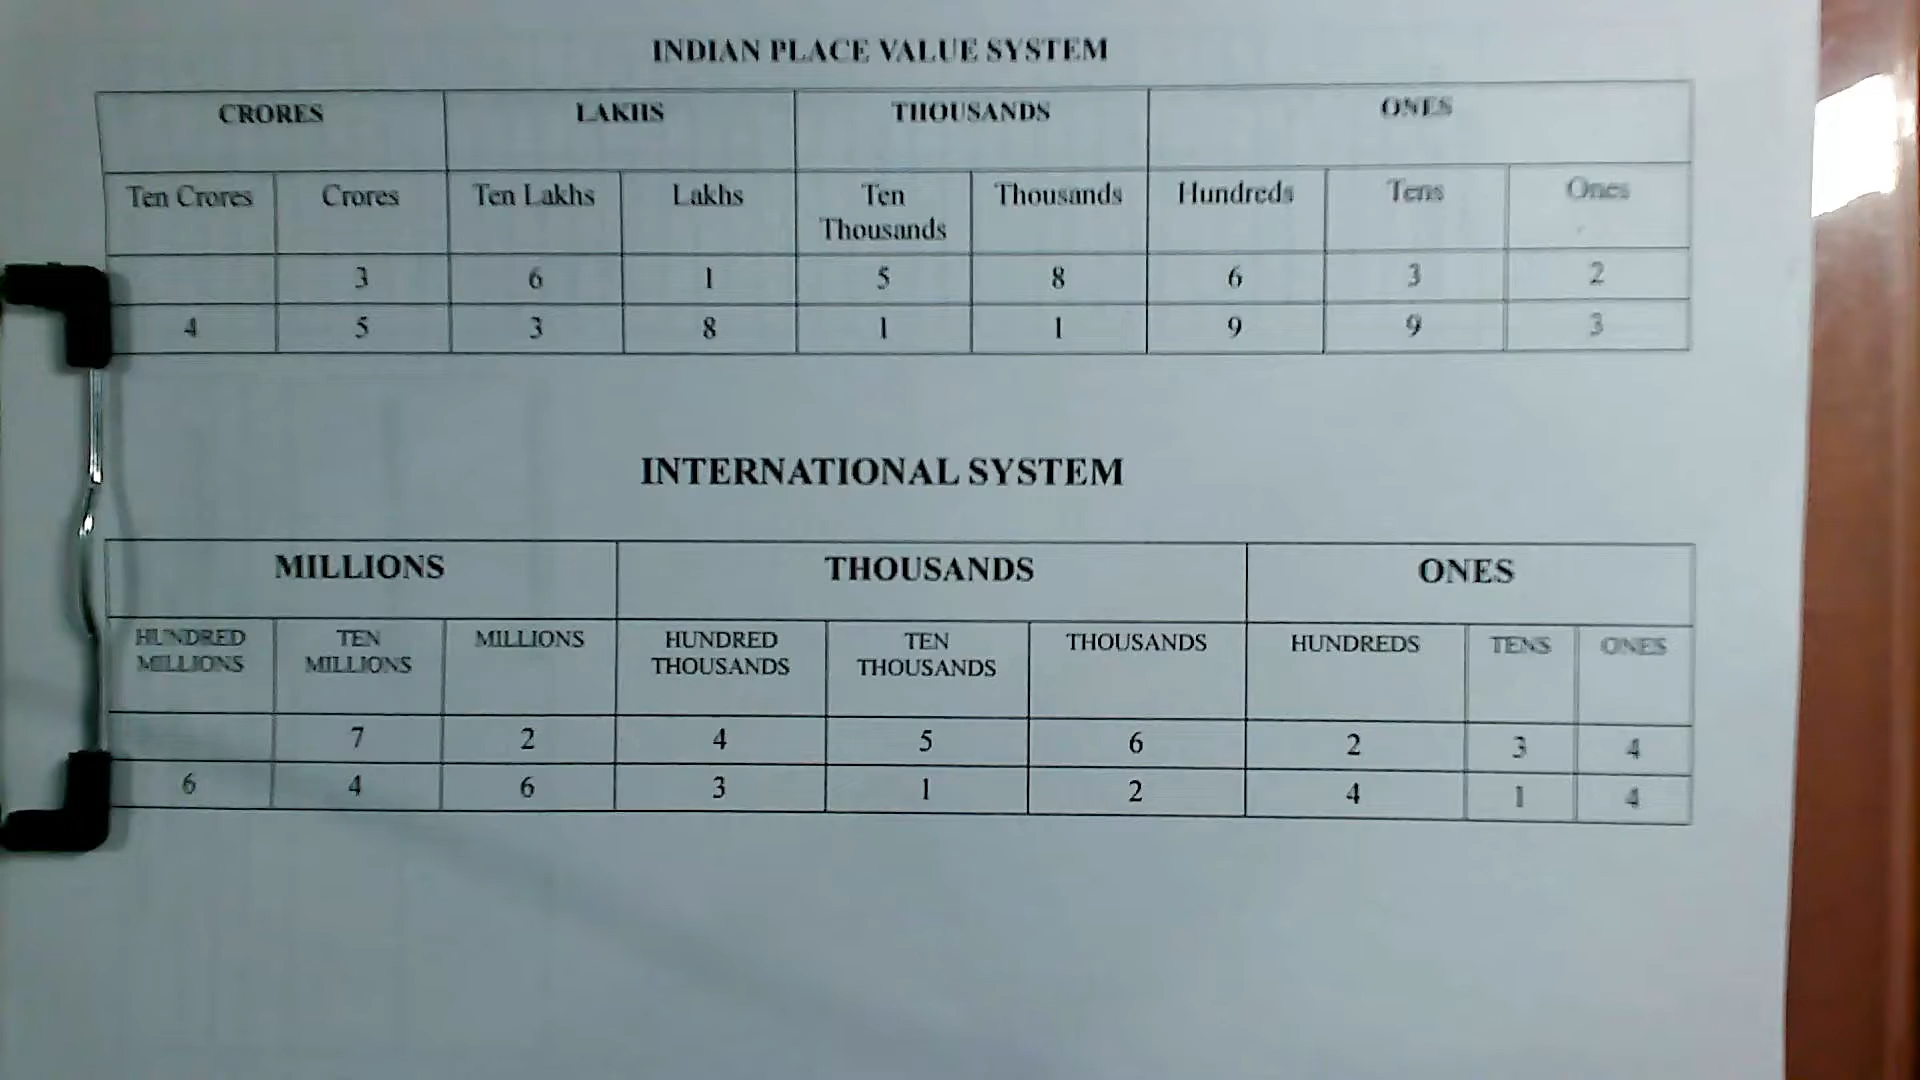 INDIAN PLACE VALUE SYSTEM
CRORES LAKHS THOUSANDS ONES
Ten Crores Crores Ten Lakhs Lakhs Ten Thousands Thousands Hundreds Tens Ones
3 6 1 5 8 6 3 2
4 5 3 8 1 1 9 9 3
INTERNATIONAL SYSTEM
MILLIONS THOUSANDS ONES
HUNDRED MILLIONS TEN MILLIONS MILLIONS HUNDRED THOUSANDS TEN THOUSANDS THOUSANDS HUNDREDS TENS ONES
7 2 4 5 6 2 3 4
6 4 6 3 1 2 4 1 4